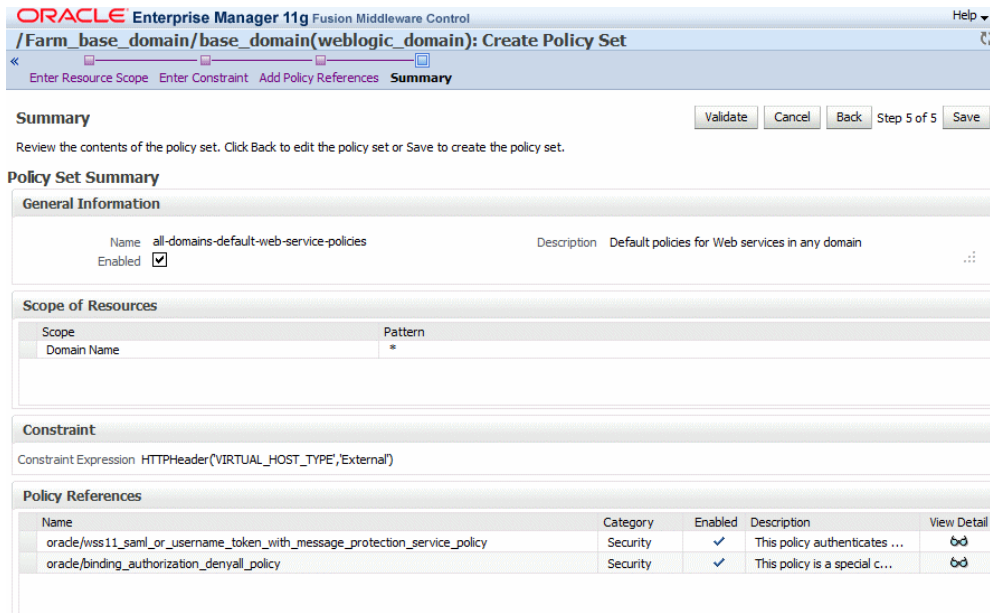 ORACLE Enterprise Manager 11g Fusion Middleware Control Help
/Farm_base_domain/base_domain(weblogic_domain): Create Policy Set
«
Enter Resource Scope Enter Constraint Add Policy References Summary
Summary Validate Cancel Back Step 5 of 5 Save
Review the contents of the policy set. Click Back to edit the policy set or Save to create the policy set.
Policy Set Summary
General Information
Name all-domains-default-web-service-policies Description Default policies for Web services in any domain
Enabled
Scope of Resources
Scope Pattern
Domain Name *
Constraint
Constraint Expression HTTPHeader('VIRTUAL_HOST_TYPE','External')
Policy References
Name Category Enabled Description View Detail
oracle/wss11_saml_or_username_token_with_message_protection_service_policy Security This policy authenticates ...
oracle/binding_authorization_denyall_policy Security This policy is a special c...